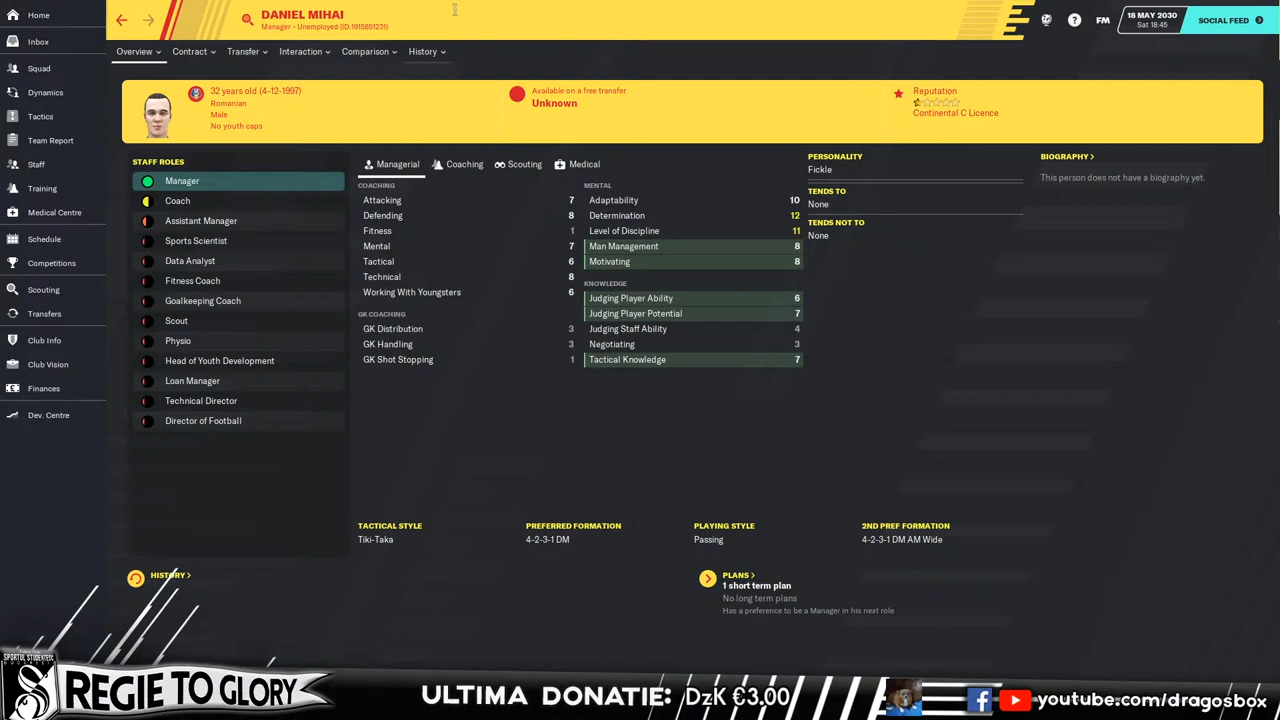 Home
Inbox
Squad
Dynamics
Tactics
Team Report
Staff
Training
Medical Centre
Schedule
Competitions
Scouting
Transfers
Club Info
Club Vision
Finances
Dev. Centre
DANIEL MIHAI
Manager - Unemployed (ID:1915851231)
?
FM
18 MAY 2030
Sat 18:45
SOCIAL FEED
Overview
Contract
Transfer
Interaction
Comparison
History
32 years old (4-12-1997)
Romanian
Male
No youth caps
Available on a free transfer
Unknown
Reputation
Continental C Licence
STAFF ROLES
Manager
Coach
Assistant Manager
Sports Scientist
Data Analyst
Fitness Coach
Goalkeeping Coach
Scout
Physio
Head of Youth Development
Loan Manager
Technical Director
Director of Football
Managerial
Coaching
Scouting
Medical
COACHING
Attacking 7
Defending 8
Fitness 1
Mental 7
Tactical 6
Technical 8
Working With Youngsters 6
GK COACHING
GK Distribution 3
GK Handling 3
GK Shot Stopping 1
MENTAL
Adaptability 10
Determination 12
Level of Discipline 11
Man Management 8
Motivating 8
KNOWLEDGE
Judging Player Ability 6
Judging Player Potential 7
Judging Staff Ability 4
Negotiating 3
Tactical Knowledge 7
PERSONALITY
Fickle
TENDS TO
None
TENDS NOT TO
None
BIOGRAPHY >
This person does not have a biography yet.
TACTICAL STYLE
Tiki-Taka
PREFERRED FORMATION
4-2-3-1 DM
PLAYING STYLE
Passing
2ND PREF FORMATION
4-2-3-1 DM AM Wide
HISTORY >
PLANS >
1 short term plan
No long term plans
Has a preference to be a Manager in his next role
SPORTUL STUDENTESC
REGIE TO GLORY
ULTIMA DONATIE: DzK €3.00
youtube.com/dragosbox